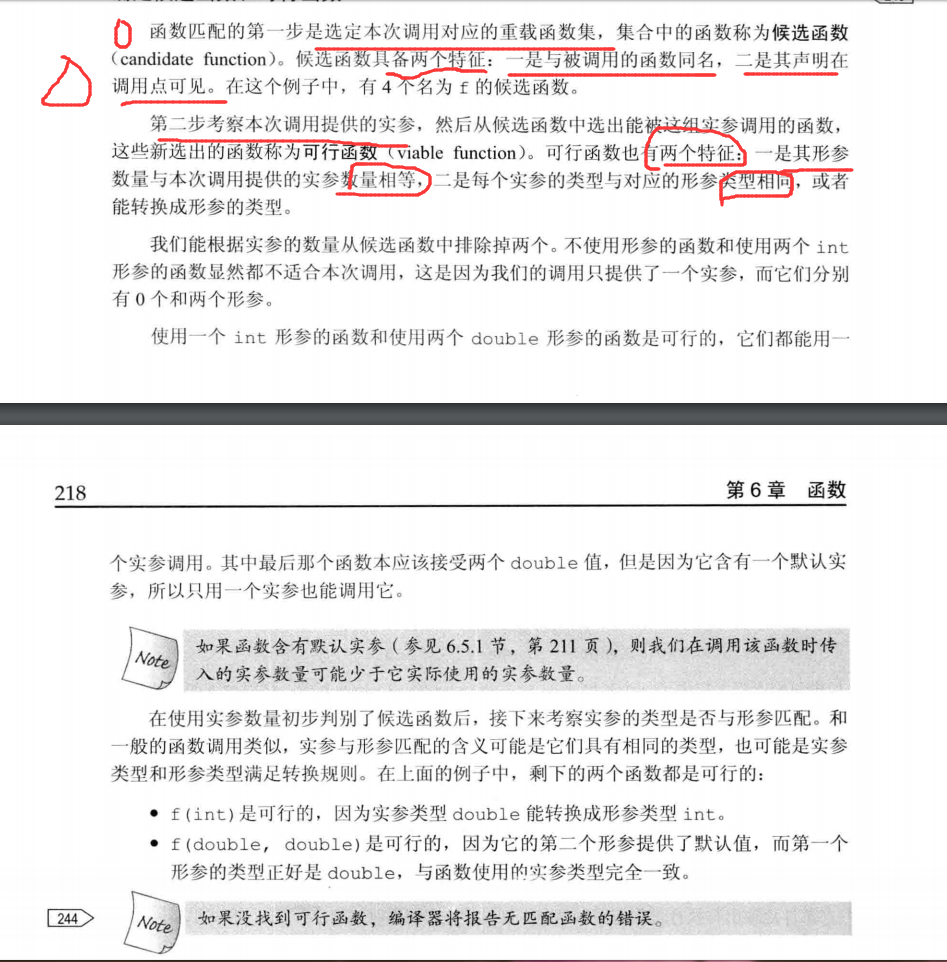 函数匹配的第一步是选定本次调用对应的重载函数集，集合中的函数称为候选函数
（candidate function）。候选函数具备两个特征：一是与被调用的函数同名，二是其声明在
调用点可见。在这个例子中，有 4 个名为 f 的候选函数。
第二步考察本次调用提供的实参，然后从候选函数中选出能被这组实参调用的函数，
这些新选出的函数称为可行函数（viable function）。可行函数也有两个特征：一是其形参
数量与本次调用提供的实参数量相等，二是每个实参的类型与对应的形参类型相同，或者
能转换成形参的类型。
我们能根据实参的数量从候选函数中排除掉两个。不使用形参的函数和使用两个 int
形参的函数显然都不适合本次调用，这是因为我们的调用只提供了一个实参，而它们分别
有 0 个和两个形参。
使用一个 int 形参的函数和使用两个 double 形参的函数是可行的，它们都能用一
218 第 6 章 函数
个实参调用。其中最后那个函数本应该接受两个 double 值，但是因为它含有一个默认实
参，所以只用一个实参也能调用它。
Note 如果函数含有默认实参（参见 6.5.1 节，第 211 页），则我们在调用该函数时传
入的实参数量可能少于它实际使用的实参数量。
在使用实参数量初步判别了候选函数后，接下来考察实参的类型是否与形参匹配。和
一般的函数调用类似，实参与形参匹配的含义可能是它们具有相同的类型，也可能是实参
类型和形参类型满足转换规则。在上面的例子中，剩下的两个函数都是可行的：
• f(int)是可行的，因为实参类型 double 能转换成形参类型 int。
• f(double, double)是可行的，因为它的第二个形参提供了默认值，而第一个
形参的类型正好是 double，与函数使用的实参类型完全一致。
244 Note 如果没找到可行函数，编译器将报告无匹配函数的错误。